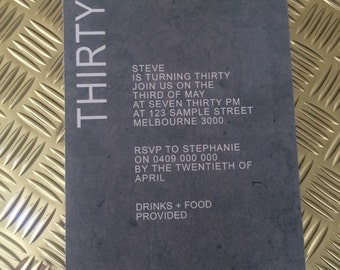 THIRTY
STEVE
IS TURNING THIRTY
JOIN US ON THE
THIRD OF MAY
AT SEVEN THIRTY PM
AT 123 SAMPLE STREET
MELBOURNE 3000
RSVP TO STEPHANIE
ON 0409 000 000
BY THE TWENTIETH OF
APRIL
DRINKS + FOOD
PROVIDED